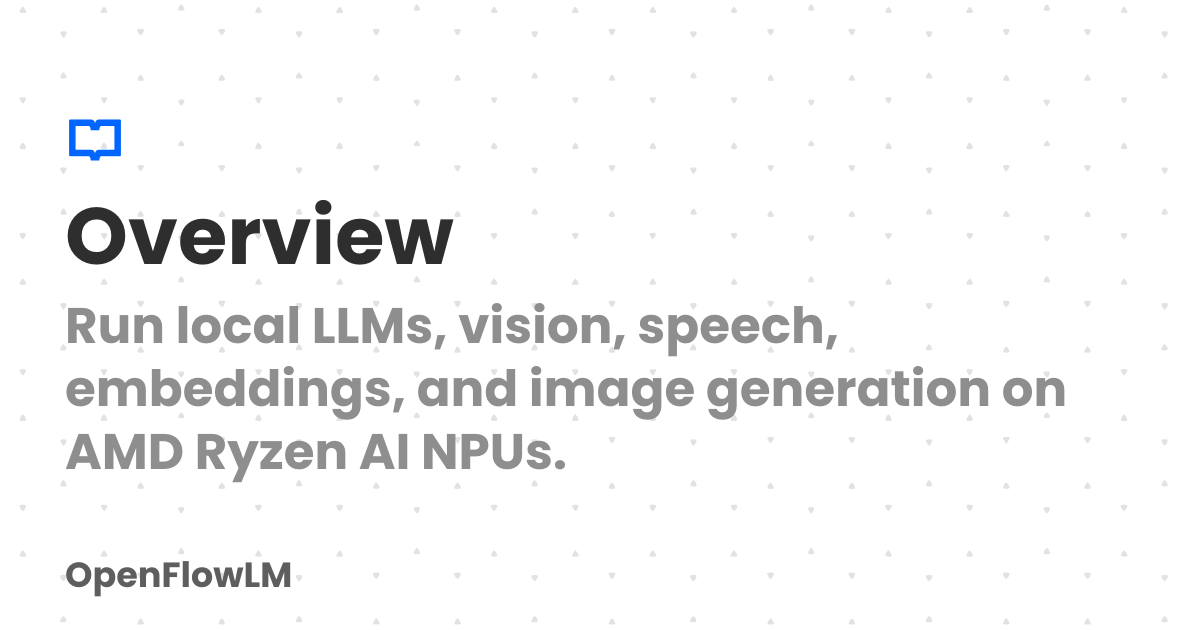 Overview
Run local LLMs, vision, speech,
embeddings, and image generation on
AMD Ryzen AI NPUs.
OpenFlowLM